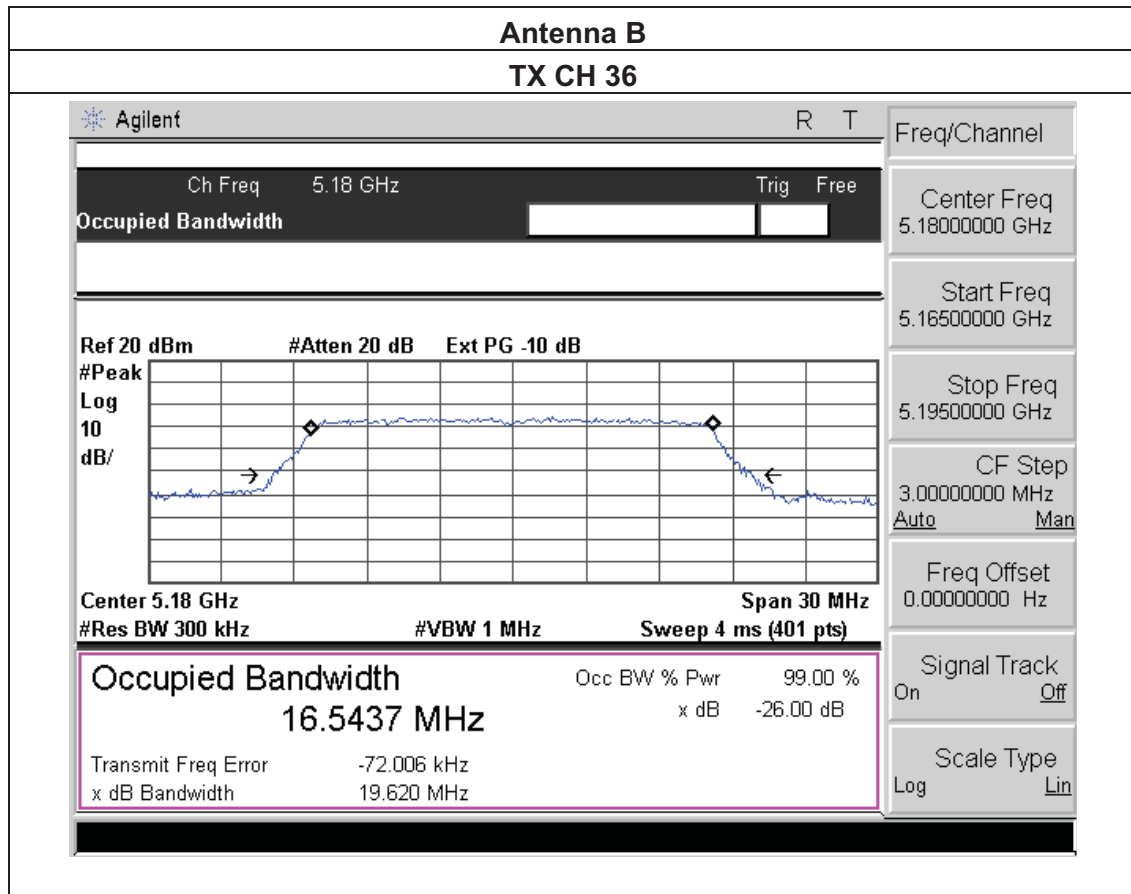 Antenna B
TX CH 36
Agilent R T
Freq/Channel
Ch Freq 5.18 GHz Trig Free
Occupied Bandwidth
Center Freq
5.18000000 GHz
Start Freq
5.16500000 GHz
Stop Freq
5.19500000 GHz
CF Step
3.00000000 MHz
Auto Man
Freq Offset
0.00000000 Hz
Signal Track
On Off
Scale Type
Log Lin
Ref 20 dBm #Atten 20 dB Ext PG -10 dB
#Peak
Log
10
dB/
Center 5.18 GHz Span 30 MHz
#Res BW 300 kHz #VBW 1 MHz Sweep 4 ms (401 pts)
Occupied Bandwidth
16.5437 MHz
Occ BW % Pwr 99.00 %
x dB -26.00 dB
Transmit Freq Error -72.006 kHz
x dB Bandwidth 19.620 MHz